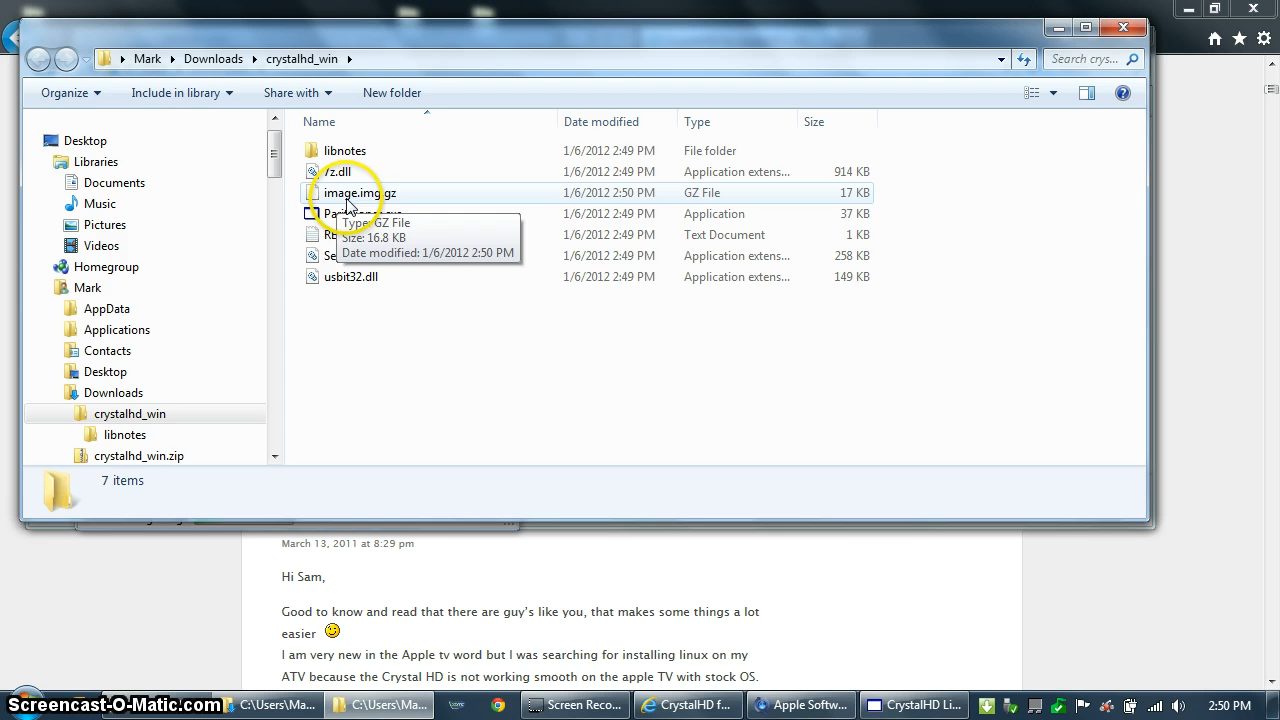 Mark Downloads crystalhd_win Search crys...
Organize Include in library Share with New folder
Name Date modified Type Size
Desktop
Libraries
Documents
Music
Pictures
Videos
Homegroup
Mark
AppData
Applications
Contacts
Desktop
Downloads
crystalhd_win
libnotes
crystalhd_win.zip
libnotes 1/6/2012 2:49 PM File folder
7z.dll 1/6/2012 2:49 PM Application extens... 914 KB
image.img.gz 1/6/2012 2:50 PM GZ File 17 KB
1/6/2012 2:49 PM Application 37 KB
1/6/2012 2:49 PM Text Document 1 KB
1/6/2012 2:49 PM Application extens... 258 KB
usbit32.dll 1/6/2012 2:49 PM Application extens... 149 KB
Type: GZ File
Size: 16.8 KB
Date modified: 1/6/2012 2:50 PM
7 items
March 13, 2011 at 8:29 pm
Hi Sam,
Good to know and read that there are guy's like you, that makes some things a lot
easier
I am very new in the Apple tv word but I was searching for installing linux on my
ATV because the Crystal HD is not working smooth on the apple TV with stock OS.
Screencast-O-Matic.com C:\Users\Ma... C:\Users\Ma... Screen Reco... CrystalHD f... Apple Softw... CrystalHD Li... 2:50 PM